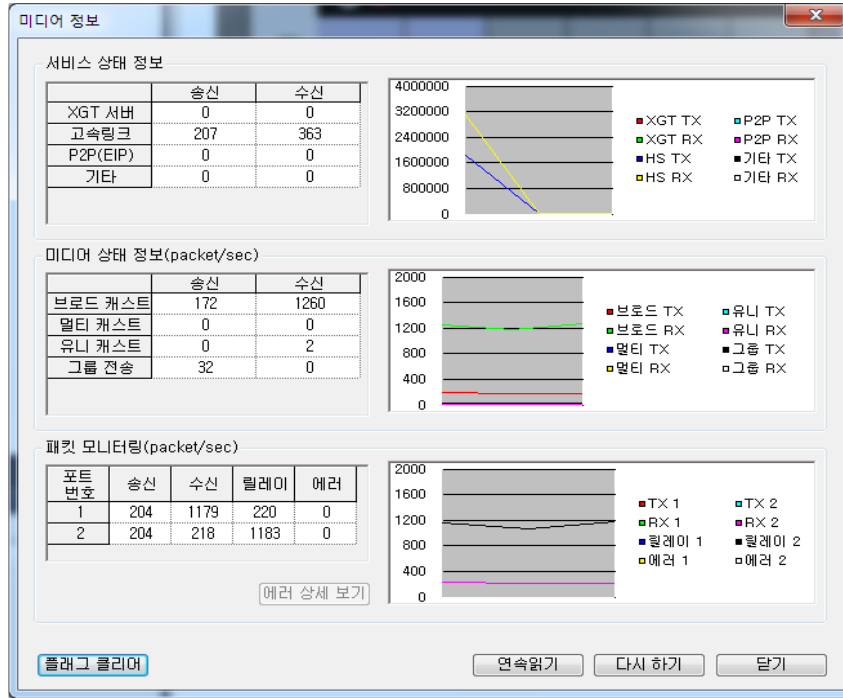 미디어 정보
x
서비스 상태 정보
송신 수신
XGT 서버 0 0
고속링크 207 363
P2P(EIP) 0 0
기타 0 0
4000000
3200000
2400000
1600000
800000
0
XGT TX P2P TX
XGT RX P2P RX
HS TX 기타 TX
HS RX 기타 RX
미디어 상태 정보(packet/sec)
송신 수신
브로드 캐스트 172 1260
멀티 캐스트 0 0
유니 캐스트 0 2
그룹 전송 32 0
2000
1600
1200
800
400
0
브로드 TX 유니 TX
브로드 RX 유니 RX
멀티 TX 그룹 TX
멀티 RX 그룹 RX
패킷 모니터링(packet/sec)
포트 번호 송신 수신 릴레이 에러
1 204 1179 220 0
2 204 218 1183 0
2000
1600
1200
800
400
0
TX 1 TX 2
RX 1 RX 2
릴레이 1 릴레이 2
에러 1 에러 2
에러 상세 보기
플래그 클리어
연속읽기
다시 하기
닫기